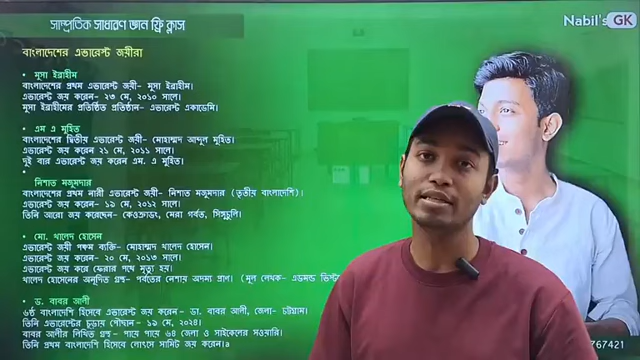 সাম্প্রতিক সাধারণ জ্ঞান ফ্রি ক্লাস
Nabil's GK
বাংলাদেশের এভারেস্ট জয়ীরা
• মুসা ইব্রাহীম
বাংলাদেশের প্রথম এভারেস্ট জয়ী- মুসা ইব্রাহীম।
এভারেস্ট জয় করেন- ২৩ মে, ২০১০ সালে।
মুসা ইব্রাহীমের প্রতিষ্ঠিত প্রতিষ্ঠান- এভারেস্ট একাডেমি।
• এম এ মুহিত
বাংলাদেশের দ্বিতীয় এভারেস্ট জয়ী- মোহাম্মদ আব্দুল মুহিত।
এভারেস্ট জয় করেন ২১ মে, ২০১১ সালে।
দুই বার এভারেস্ট জয় করেন এম. এ মুহিত।
•
নিশাত মজুমদার
বাংলাদেশের প্রথম নারী এভারেস্ট জয়ী- নিশাত মজুমদার (তৃতীয় বাংলাদেশি)।
এভারেস্ট জয় করেন- ১৯ মে, ২০১২ সালে।
তিনি আরো জয় করেছেন- কেওক্রাডং, মেরা পর্বত, সিঙ্গুচুলি।
• মো. খালেদ হোসেন
এভারেস্ট জয়ী পঞ্চম ব্যক্তি- মোহাম্মদ খালেদ হোসেন।
এভারেস্ট জয় করেন- ২০ মে, ২০১৩ সালে।
এভারেস্ট জয় করে ফেরার পথে মৃত্যু হয়।
খালেদ হোসেনের অনূদিত গ্রন্থ- পর্বতের নেশায় অদম্য প্রাণ। (মূল লেখক- এডমন্ড
• ড. বাবর আলী
৬ষ্ঠ বাংলাদেশি হিসেবে এভারেস্ট জয় করেন- ডা. বাবর আলী, জেলা- চট্টগ্রাম।
তিনি এভারেস্টের চূড়ায় পৌঁছান- ১৯ মে, ২০২৪।
বাবর আলীর লিখিত গ্রন্থ- পায়ে পায়ে ৬৪ জেলা ও সাইকেলের সওয়ারি।
তিনি প্রথম বাংলাদেশি হিসেবে লোৎসে সামিট জয় করেন।a
767421